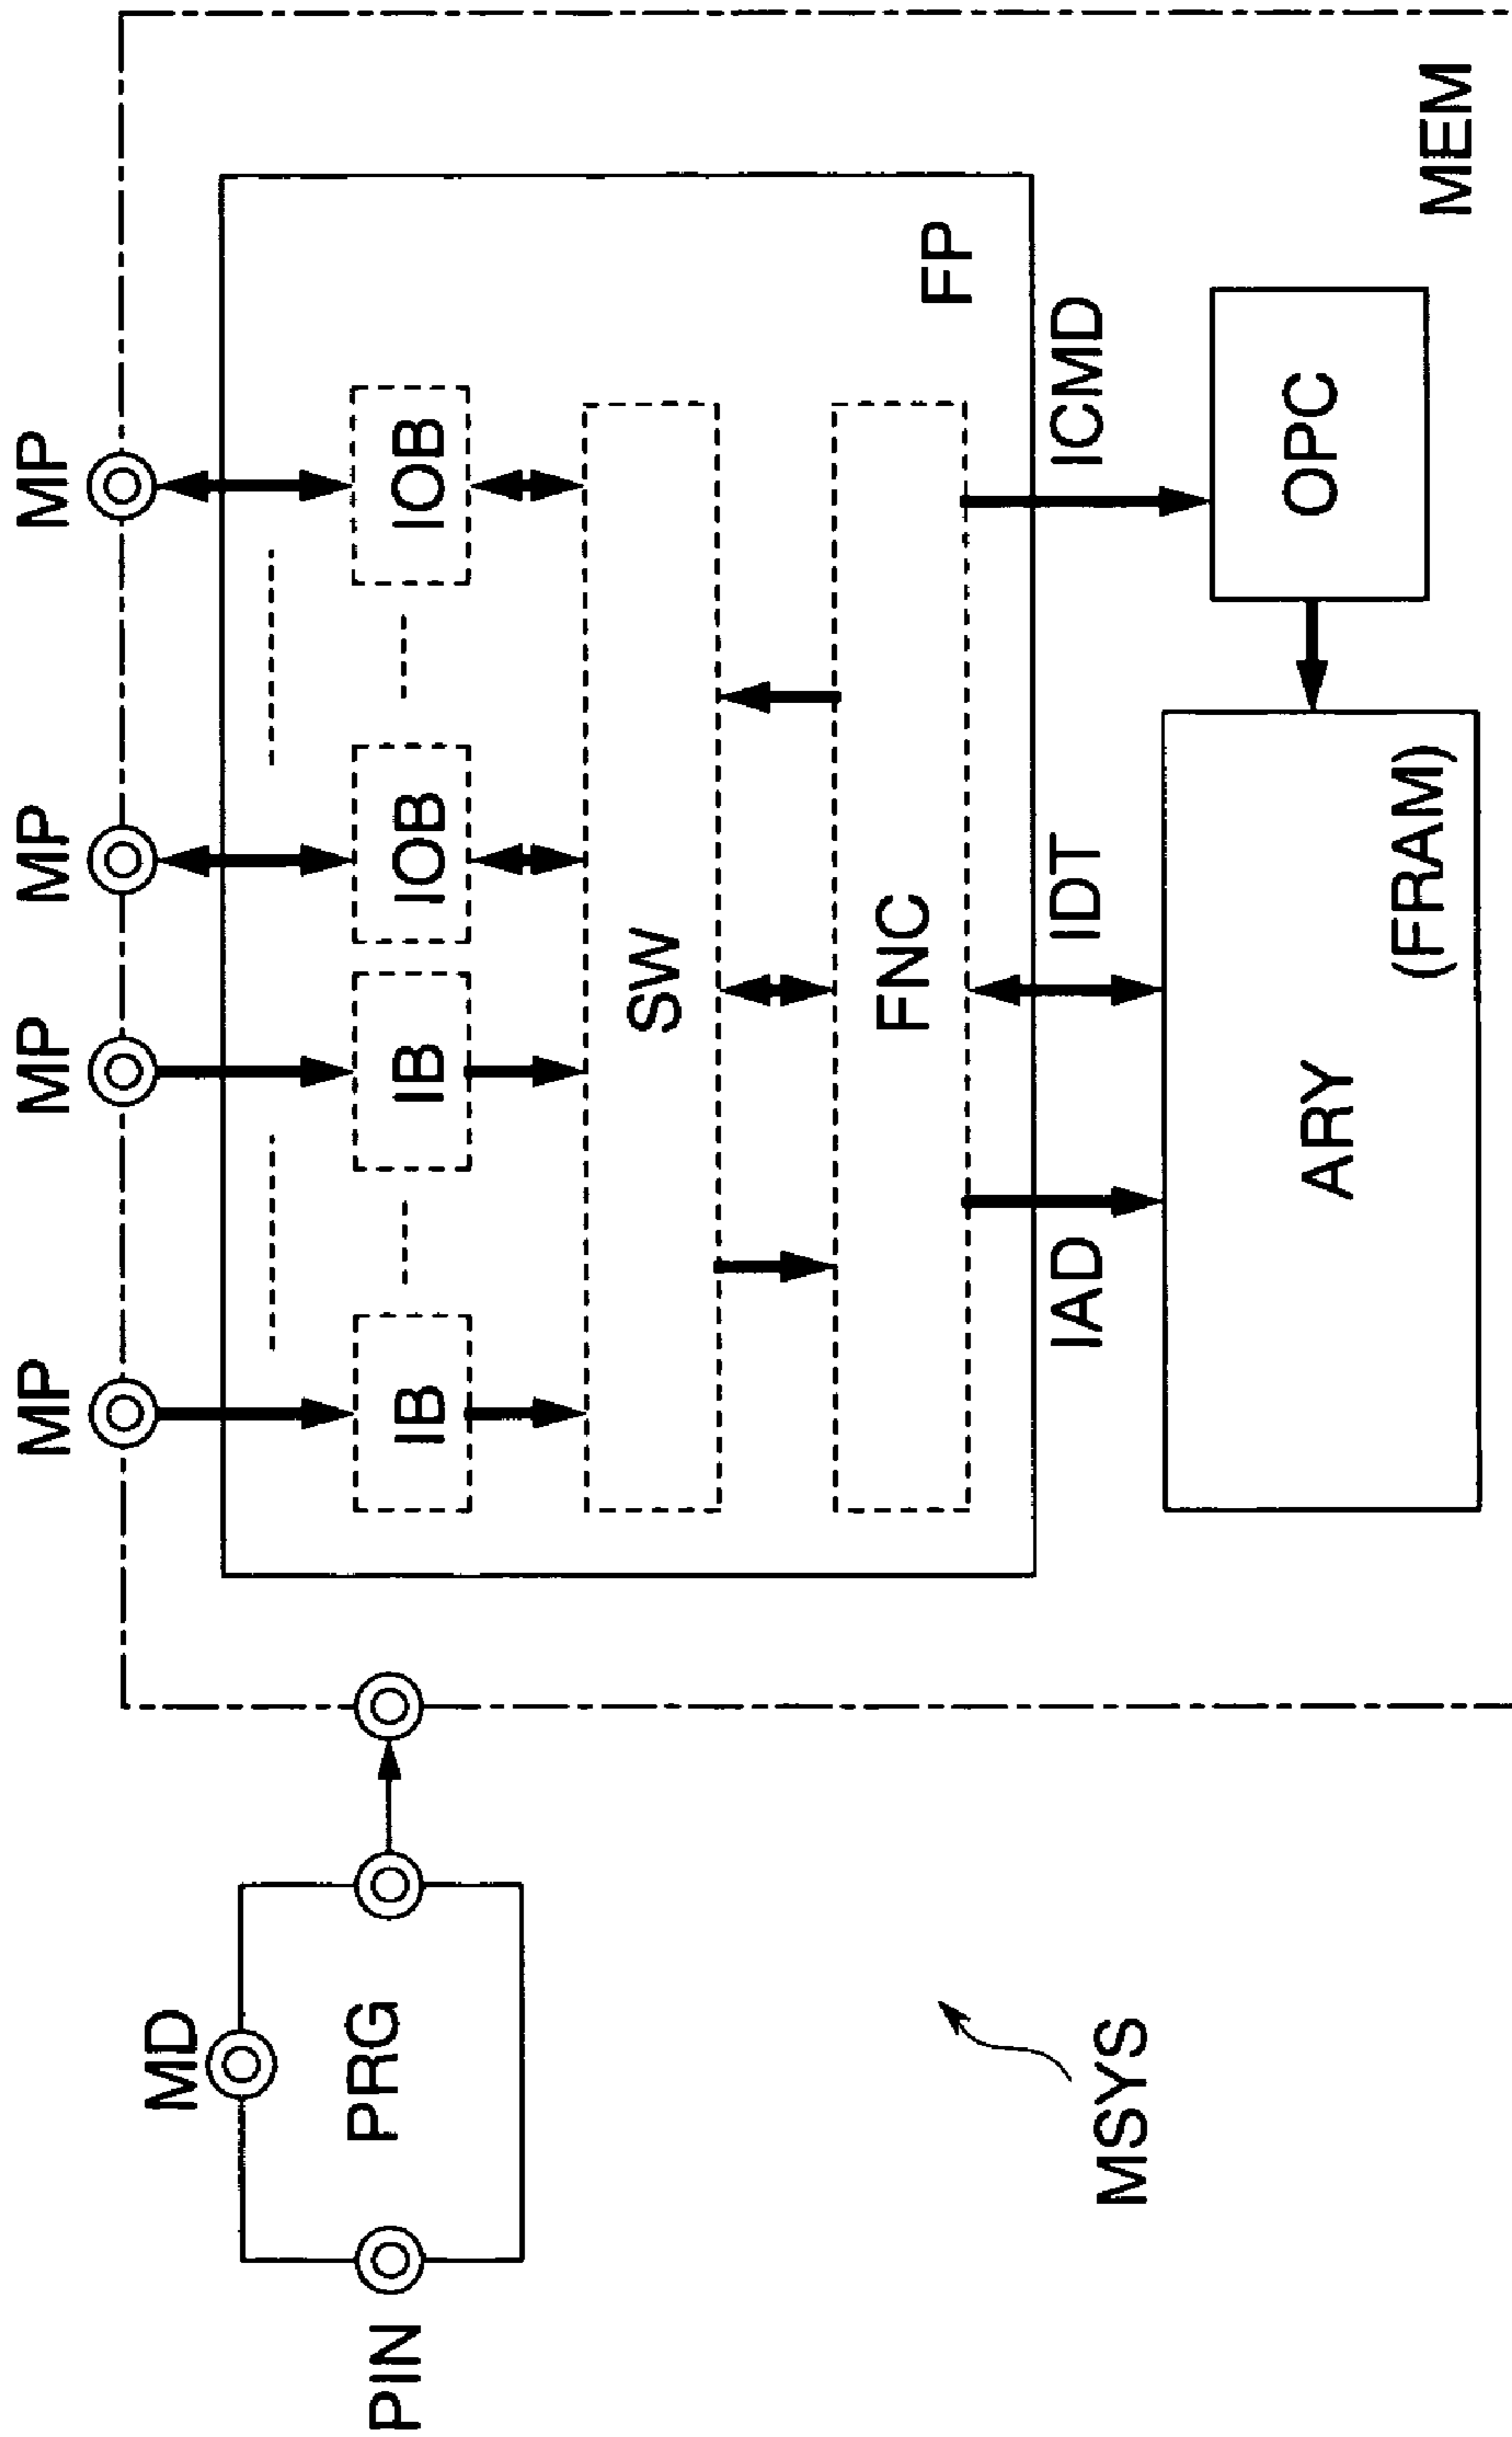 MP
MP
MP
MP
MD
PRG
PIN
IB
IB
IOB
IOB
SW
FNC
FP
IAD
IDT
ICMD
ARY
(FRAM)
OPC
MEM
MSYS